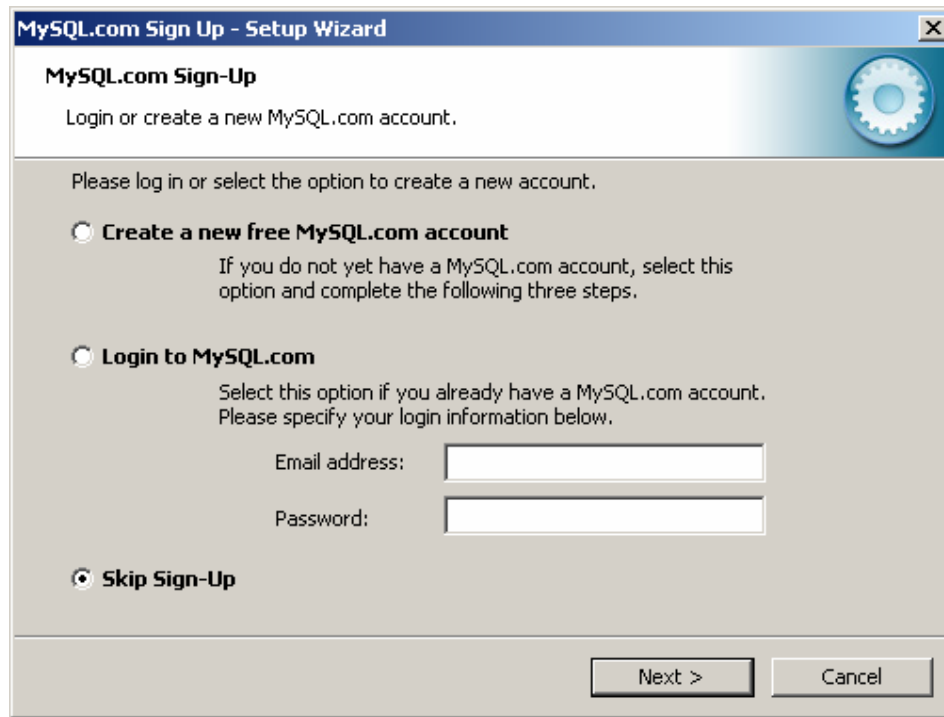 MySQL.com Sign Up - Setup Wizard
MySQL.com Sign-Up
Login or create a new MySQL.com account.
Please log in or select the option to create a new account.
Create a new free MySQL.com account
If you do not yet have a MySQL.com account, select this
option and complete the following three steps.
Login to MySQL.com
Select this option if you already have a MySQL.com account.
Please specify your login information below.
Email address:
Password:
Skip Sign-Up
Next >
Cancel